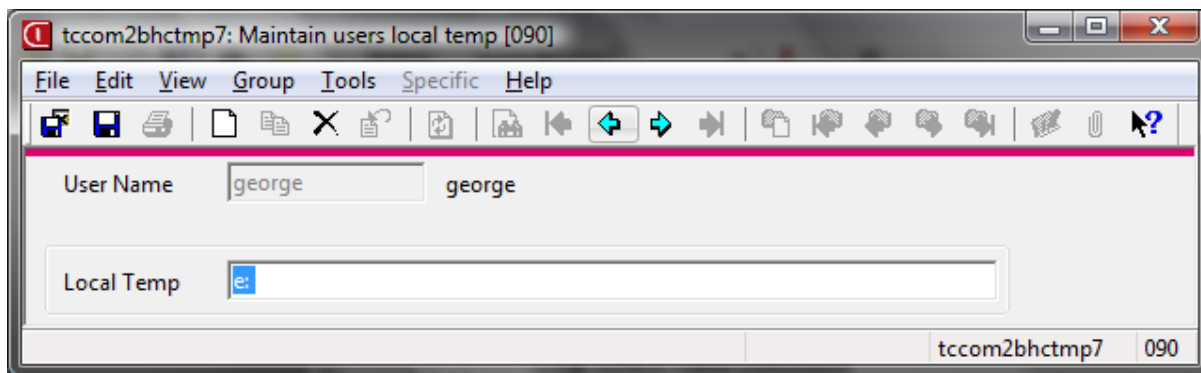 tccom2bhctmp7: Maintain users local temp [090]
File Edit View Group Tools Specific Help
User Name george george
Local Temp e:
tccom2bhctmp7 090